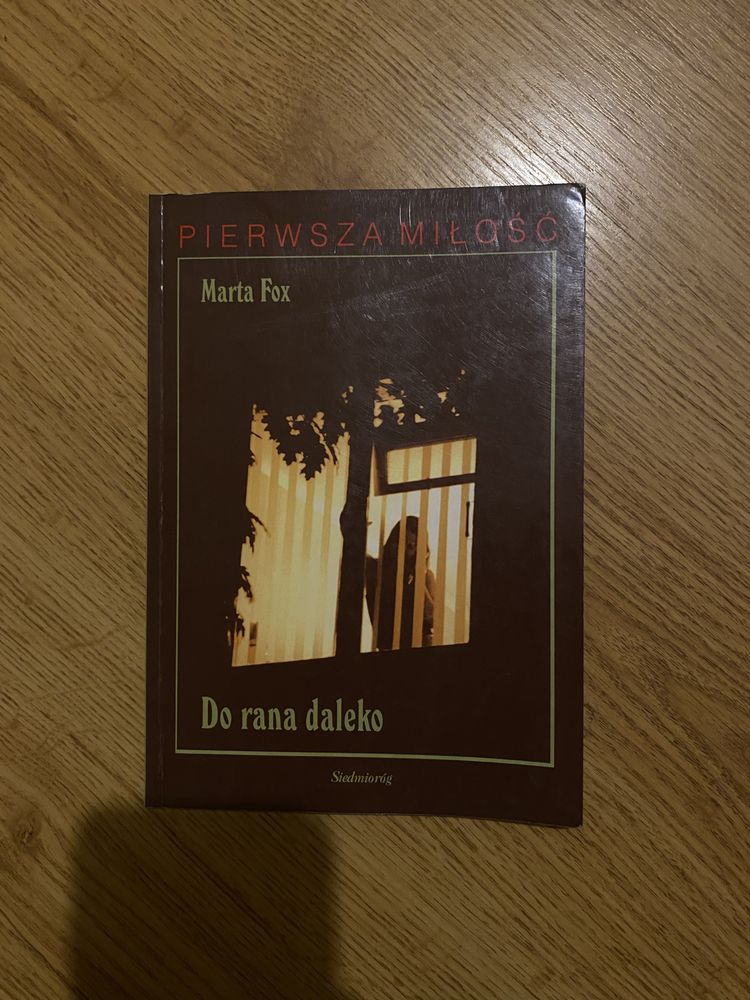 PIERWSZA MIŁOŚĆ
Marta Fox
Do rana daleko
Siedmioróg